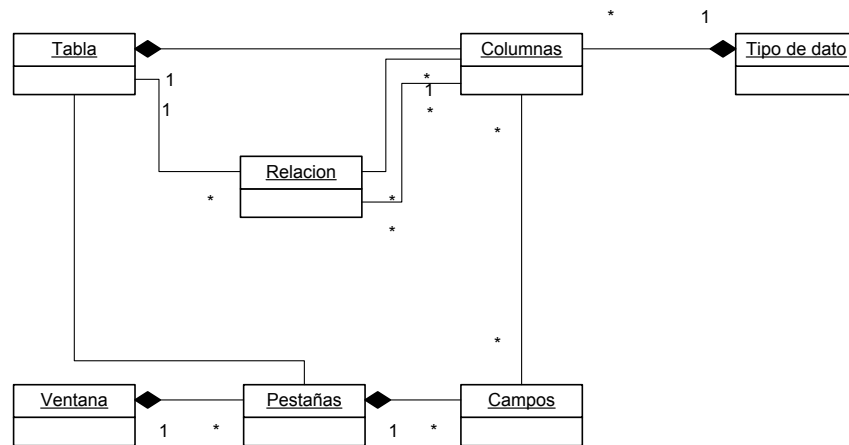 * 1
Tabla Columnas Tipo de dato
1 *
1
1 *
*
Relacion
* *
*
*
Ventana Pestañas Campos
1 * 1 *